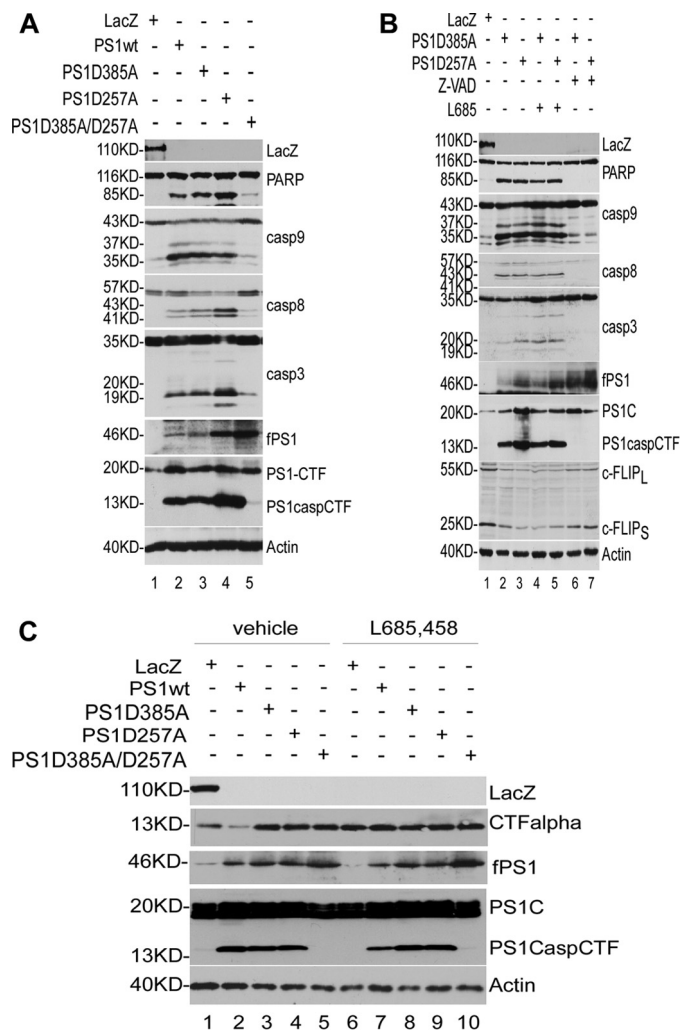 A
LacZ + - - - -
PS1wt - + - - -
PS1D385A - - + - -
PS1D257A - - - + -
PS1D385A/D257A - - - - +
110KD- LacZ
116KD- PARP
85KD-
43KD-
37KD- casp9
35KD-
57KD-
43KD- casp8
41KD-
35KD-
casp3
20KD-
19KD-
46KD- fPS1
20KD- PS1-CTF
13KD- PS1caspCTF
40KD- Actin
1 2 3 4 5
B
LacZ + - - - - - -
PS1D385A - + - + - + -
PS1D257A - - + - + - +
Z-VAD - - - - - + +
L685 - - - + + - -
110KD- LacZ
116KD- PARP
85KD-
43KD- casp9
37KD-
35KD-
57KD-
43KD- casp8
41KD-
35KD-
casp3
20KD-
19KD-
46KD- fPS1
20KD- PS1C
13KD- PS1caspCTF
55KD- c-FLIPL
25KD- c-FLIPS
40KD- Actin
1 2 3 4 5 6 7
C
vehicle L685,458
LacZ + - - - - + - - - -
PS1wt - + - - - - + - - -
PS1D385A - - + - - - - + - -
PS1D257A - - - + - - - - + -
PS1D385A/D257A - - - - + - - - - +
110KD- LacZ
13KD- CTFalpha
46KD- fPS1
20KD- PS1C
13KD- PS1CaspCTF
40KD- Actin
1 2 3 4 5 6 7 8 9 10